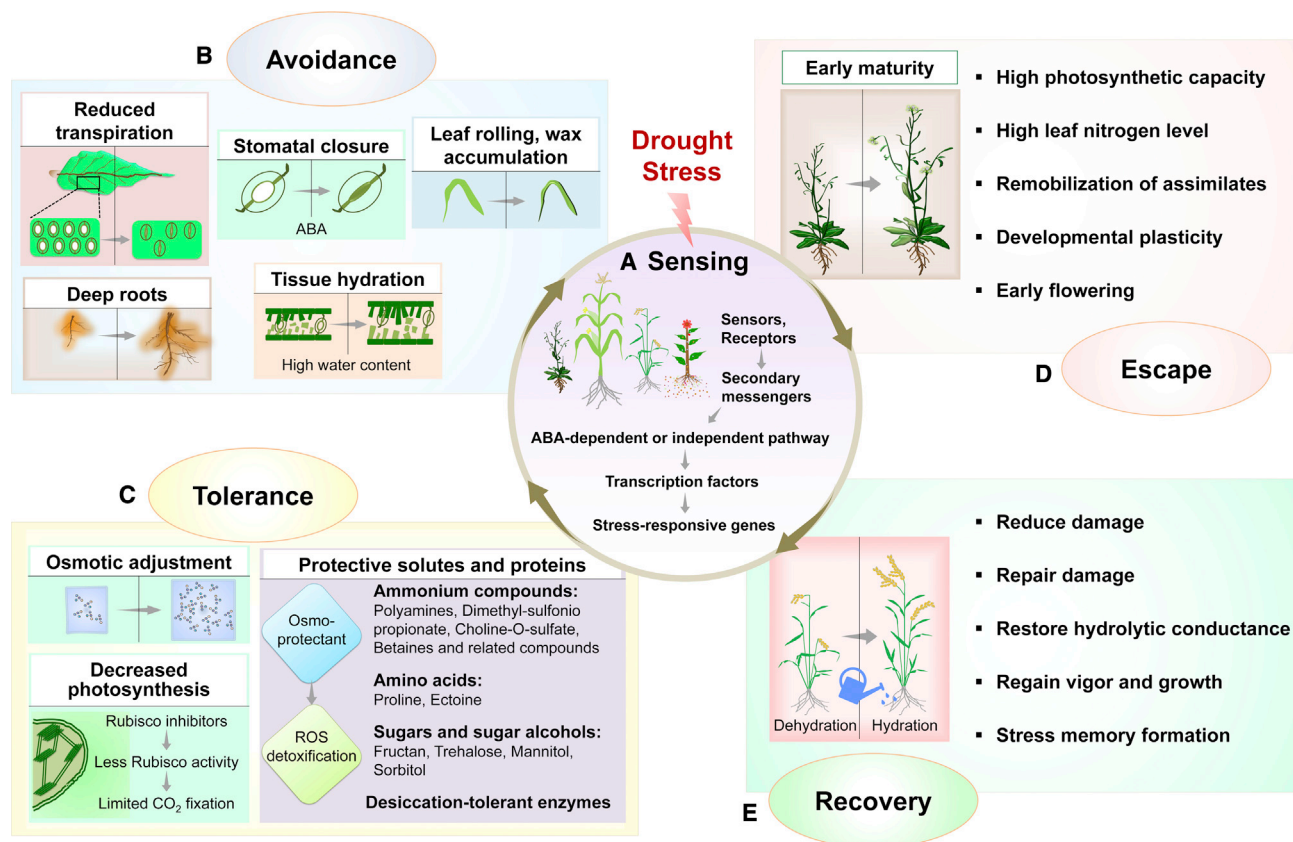 B
Avoidance
Reduced
transpiration
Stomatal closure
ABA
Leaf rolling, wax
accumulation
Deep roots
Tissue hydration
High water content
Drought
Stress
A Sensing
Sensors,
Receptors
Secondary
messengers
ABA-dependent or independent pathway
Transcription factors
Stress-responsive genes
Early maturity
▪ High photosynthetic capacity
▪ High leaf nitrogen level
▪ Remobilization of assimilates
▪ Developmental plasticity
▪ Early flowering
D
Escape
C
Tolerance
Osmotic adjustment
Decreased
photosynthesis
Rubisco inhibitors
Less Rubisco activity
Limited CO₂ fixation
Protective solutes and proteins
Osmo-
protectant
ROS
detoxification
Ammonium compounds:
Polyamines, Dimethyl-sulfonio
propionate, Choline-O-sulfate,
Betaines and related compounds
Amino acids:
Proline, Ectoine
Sugars and sugar alcohols:
Fructan, Trehalose, Mannitol,
Sorbitol
Desiccation-tolerant enzymes
Dehydration
Hydration
▪ Reduce damage
▪ Repair damage
▪ Restore hydrolytic conductance
▪ Regain vigor and growth
▪ Stress memory formation
E
Recovery